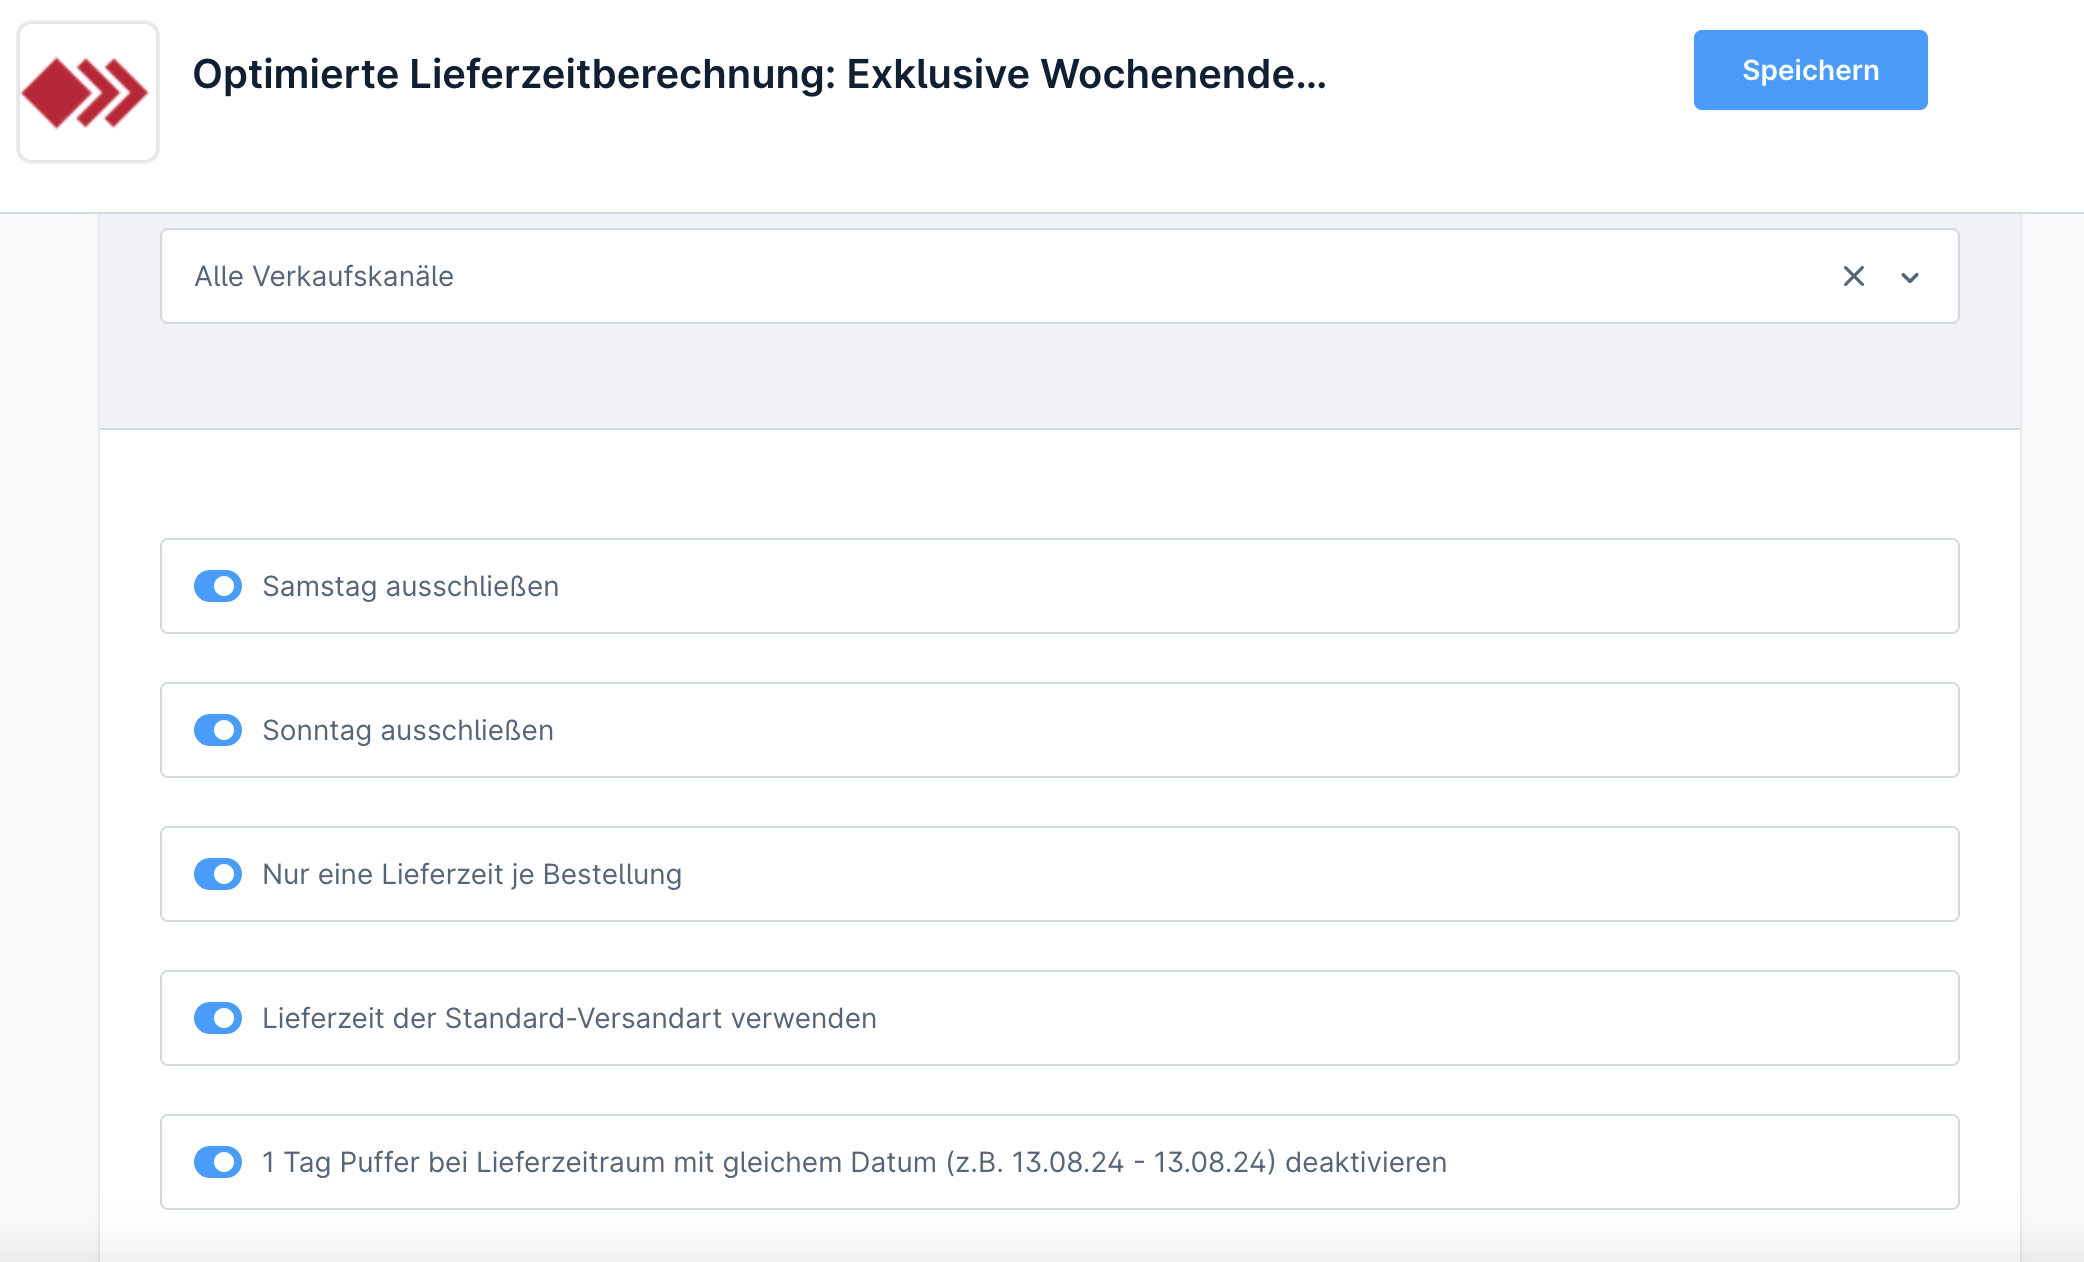 Optimierte Lieferzeitberechnung: Exklusive Wochenende...
Speichern
Alle Verkaufskanäle
Samstag ausschließen
Sonntag ausschließen
Nur eine Lieferzeit je Bestellung
Lieferzeit der Standard-Versandart verwenden
1 Tag Puffer bei Lieferzeitraum mit gleichem Datum (z.B. 13.08.24 - 13.08.24) deaktivieren